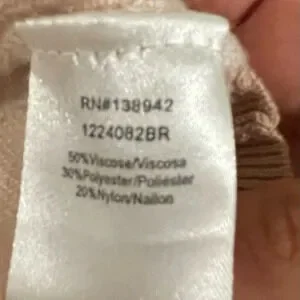 RN#138942
1224082BR
50%Viscose/Viscosa
30%Polyester/Poliéster
20%Nylon/Nailon